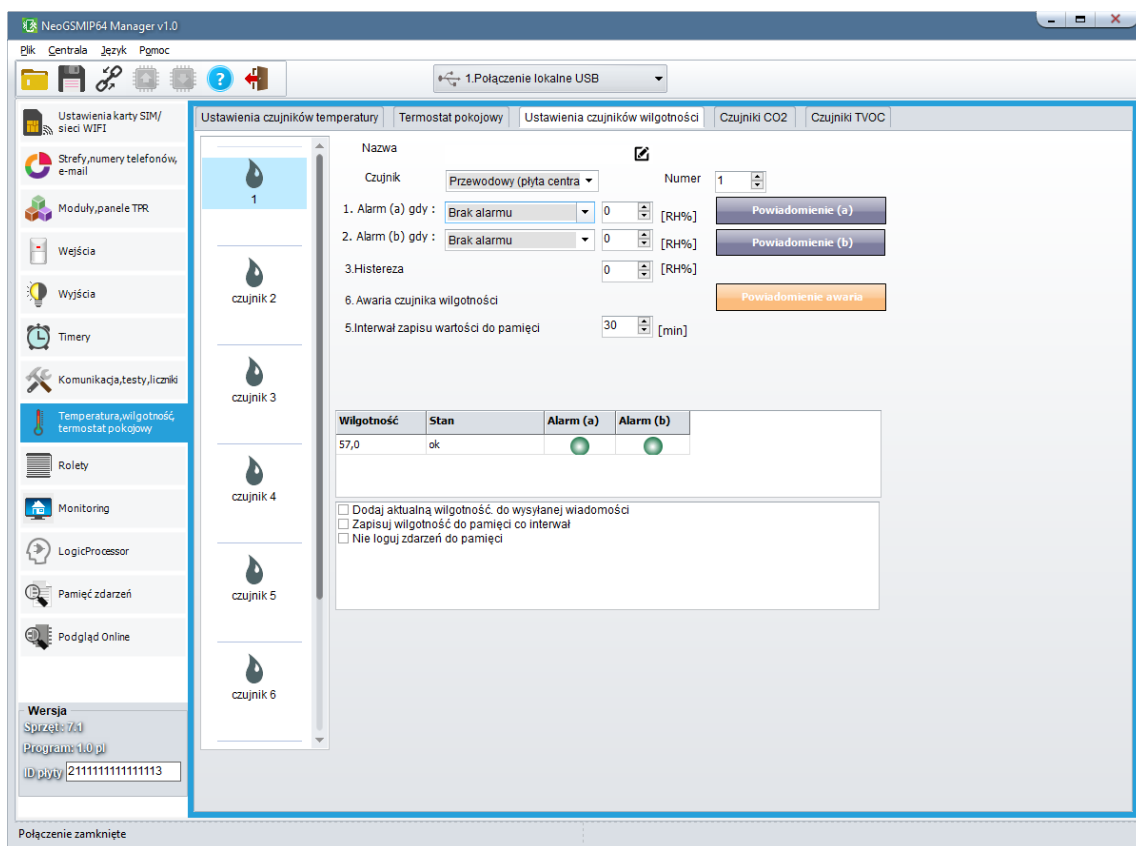 NeoGSMIP64 Manager v1.0
Plik Centrala Język Pomoc
1.Połączenie lokalne USB
Ustawienia karty SIM/
sieci WIFI
Strefy,numery telefonów,
e-mail
Moduły,panele TPR
Wejścia
Wyjścia
Timery
Komunikacja,testy,liczniki
Temperatura,wilgotność,
termostat pokojowy
Rolety
Monitoring
LogicProcessor
Pamięć zdarzeń
Podgląd Online
Wersja
Sprzęt: 7.1
Program: 1.0 pl
ID płyty 2111111111111113
Ustawienia czujników temperatury Termostat pokojowy Ustawienia czujników wilgotności Czujniki CO2 Czujniki TVOC
1
czujnik 2
czujnik 3
czujnik 4
czujnik 5
czujnik 6
Nazwa
Czujnik Przewodowy (płyta centra Numer 1
1. Alarm (a) gdy : Brak alarmu 0 [RH%] Powiadomienie (a)
2. Alarm (b) gdy : Brak alarmu 0 [RH%] Powiadomienie (b)
3.Histereza 0 [RH%]
6. Awaria czujnika wilgotności Powiadomienie awaria
5.Interwał zapisu wartości do pamięci 30 [min]
Wilgotność Stan Alarm (a) Alarm (b)
57,0 ok
Dodaj aktualną wilgotność. do wysyłanej wiadomości
Zapisuj wilgotność do pamięci co interwał
Nie loguj zdarzeń do pamięci
Połączenie zamknięte